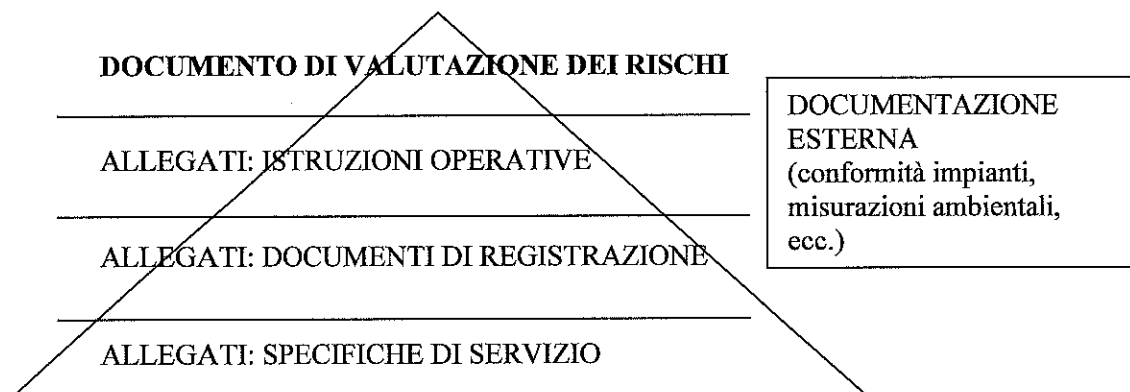 DOCUMENTO DI VALUTAZIONE DEI RISCHI
ALLEGATI: ISTRUZIONI OPERATIVE
ALLEGATI: DOCUMENTI DI REGISTRAZIONE
ALLEGATI: SPECIFICHE DI SERVIZIO
DOCUMENTAZIONE
ESTERNA
(conformità impianti,
misurazioni ambientali,
ecc.)